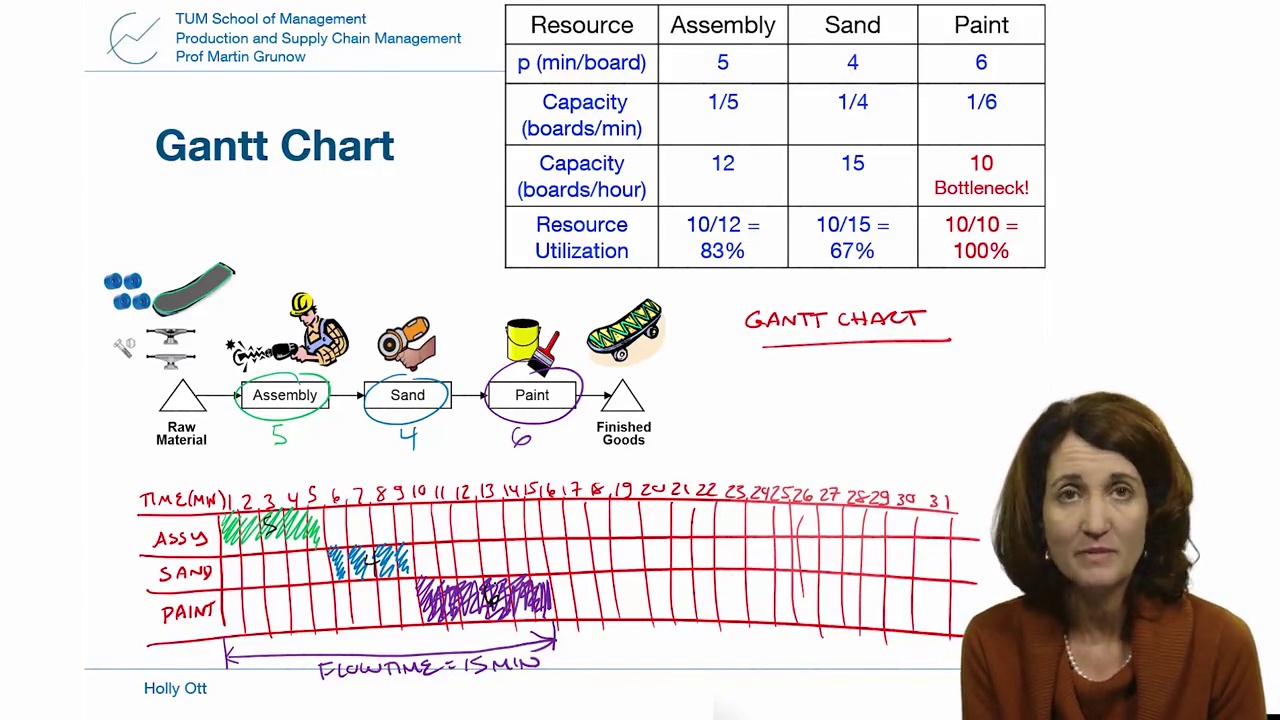 TUM School of Management
Production and Supply Chain Management
Prof Martin Grunow
Gantt Chart
Resource Assembly Sand Paint
p (min/board) 5 4 6
Capacity (boards/min) 1/5 1/4 1/6
Capacity (boards/hour) 12 15 10 Bottleneck!
Resource Utilization 10/12 = 83% 10/15 = 67% 10/10 = 100%
GANTT CHART
Assembly Sand Paint
Raw Material
Finished Goods
5 4 6
TIME(MIN) 1 2 3 4 5 6 7 8 9 10 11 12 13 14 15 16 17 18 19 20 21 22 23 24 25 26 27 28 29 30 31
ASSY 5
SAND 4
PAINT 6
FLOWTIME = 15 MIN
Holly Ott